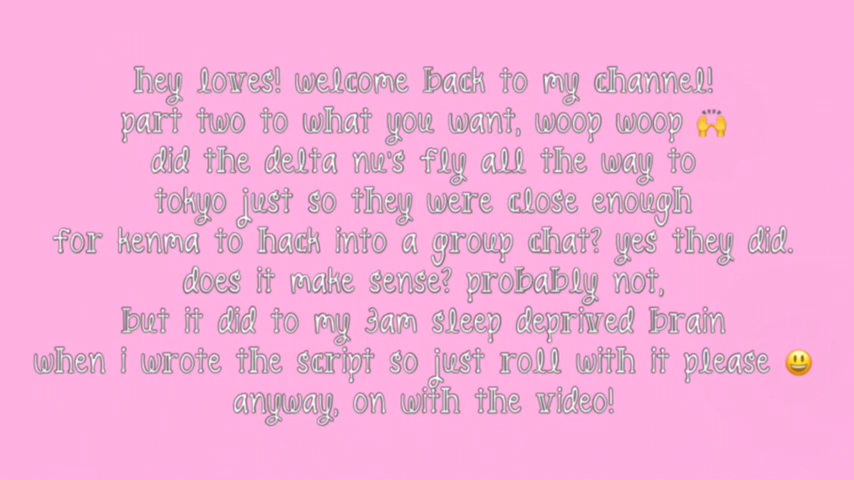 hey loves! welcome back to my channel!
part two to what you want, woop woop 🙌
did the delta nu's fly all the way to
tokyo just so they were close enough
for kenma to hack into a group chat? yes they did.
does it make sense? probably not,
but it did to my 3am sleep deprived brain
when i wrote the script so just roll with it please 😃
anyway, on with the video!